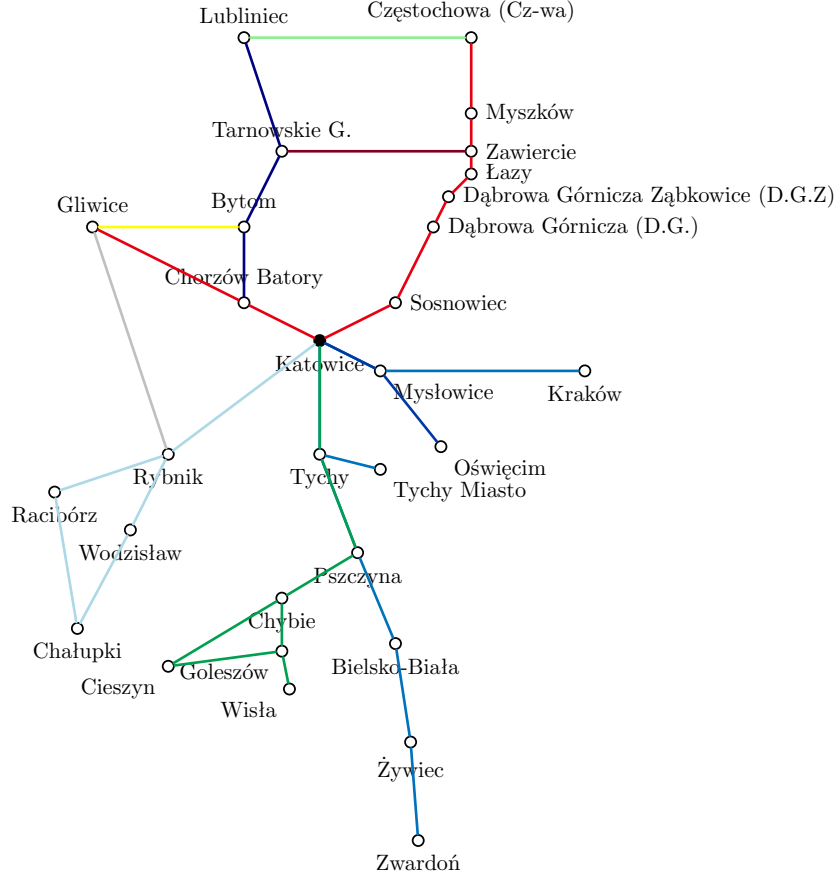 Częstochowa (Cz-wa)
Lubliniec
Myszków
Tarnowskie G.
Zawiercie
Łazy
Dąbrowa Górnicza Ząbkowice (D.G.Z)
Gliwice
Bytom
Dąbrowa Górnicza (D.G.)
Chorzów Batory
Sosnowiec
Katowice
Mysłowice
Kraków
Oświęcim
Rybnik
Tychy
Tychy Miasto
Racibórz
Wodzisław
Pszczyna
Chybie
Chałupki
Bielsko-Biała
Goleszów
Cieszyn
Wisła
Żywiec
Zwardoń